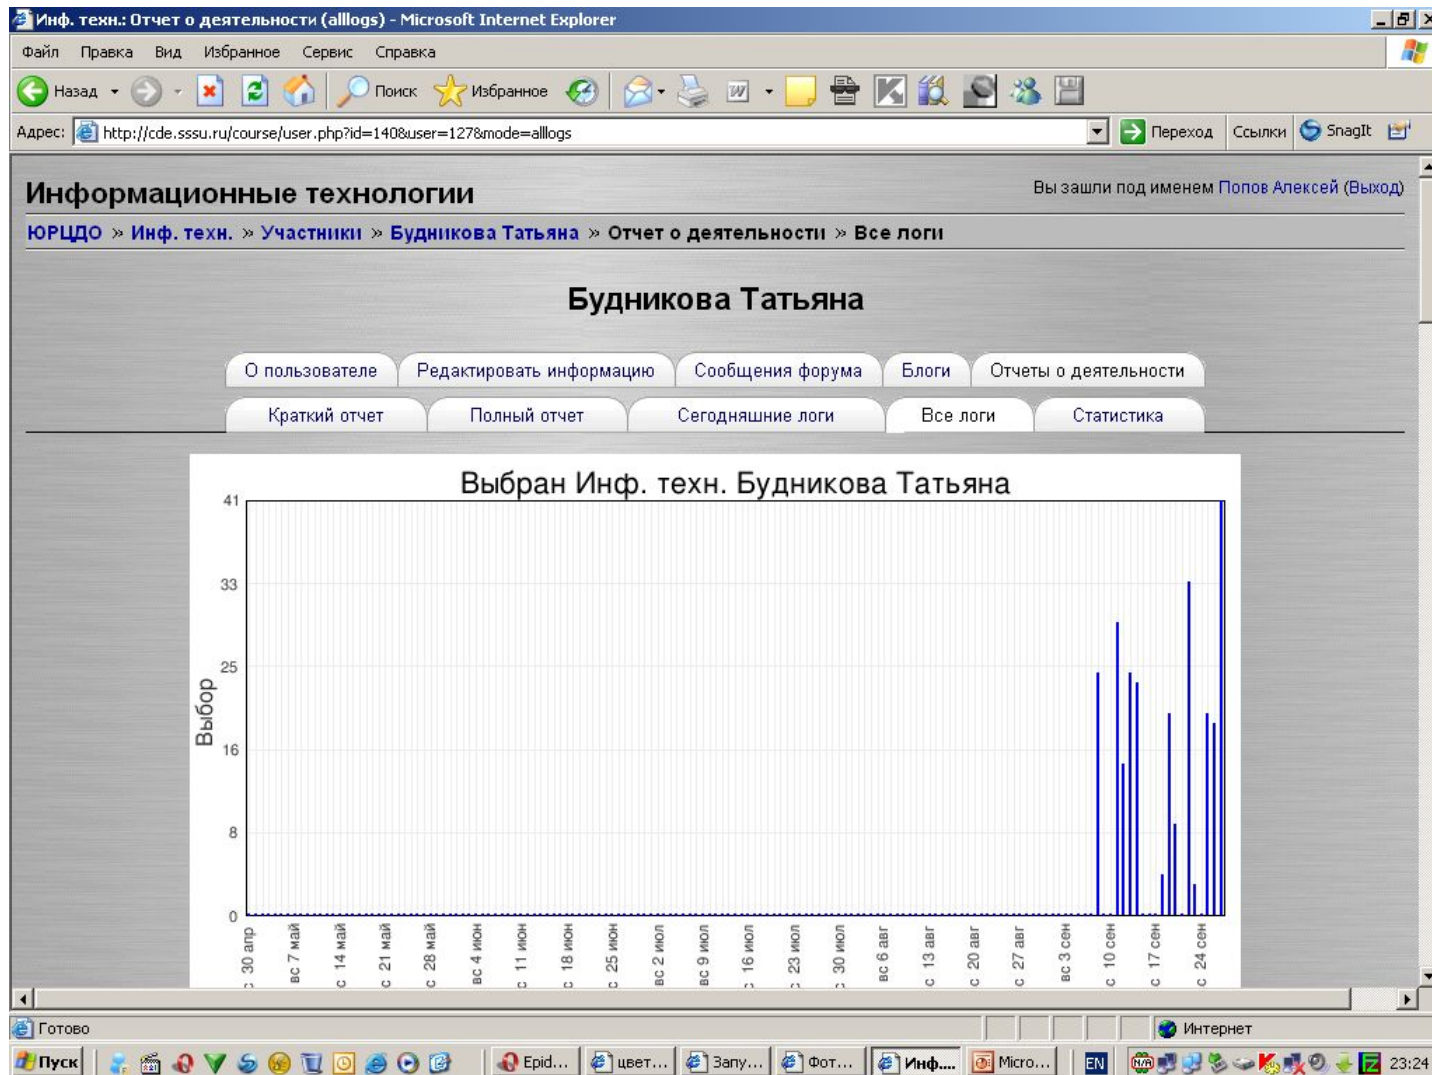 Инф. техн.: Отчет о деятельности (alllogs) - Microsoft Internet Explorer
Файл Правка Вид Избранное Сервис Справка
Назад Поиск Избранное
Адрес: http://cde.sssu.ru/course/user.php?id=140&user=127&mode=alllogs Переход Ссылки SnagIt
Информационные технологии
Вы зашли под именем Попов Алексей (Выход)
ЮРЦДО » Инф. техн. » Участники » Будникова Татьяна » Отчет о деятельности » Все логи
Будникова Татьяна
О пользователе Редактировать информацию Сообщения форума Блоги Отчеты о деятельности
Краткий отчет Полный отчет Сегодняшние логи Все логи Статистика
Выбран Инф. техн. Будникова Татьяна
41
33
25
Выбор
16
8
0
с 30 апр вс 7 май с 14 май с 21 май с 28 май вс 4 июн с 11 июн с 18 июн с 25 июн вс 2 июл вс 9 июл с 16 июл с 23 июл с 30 июл вс 6 авг с 13 авг с 20 авг с 27 авг вс 3 сен с 10 сен с 17 сен с 24 сен
Готово Интернет
Пуск Epid... цвет... Запу... Фот... Инф.... Micro... EN 23:24